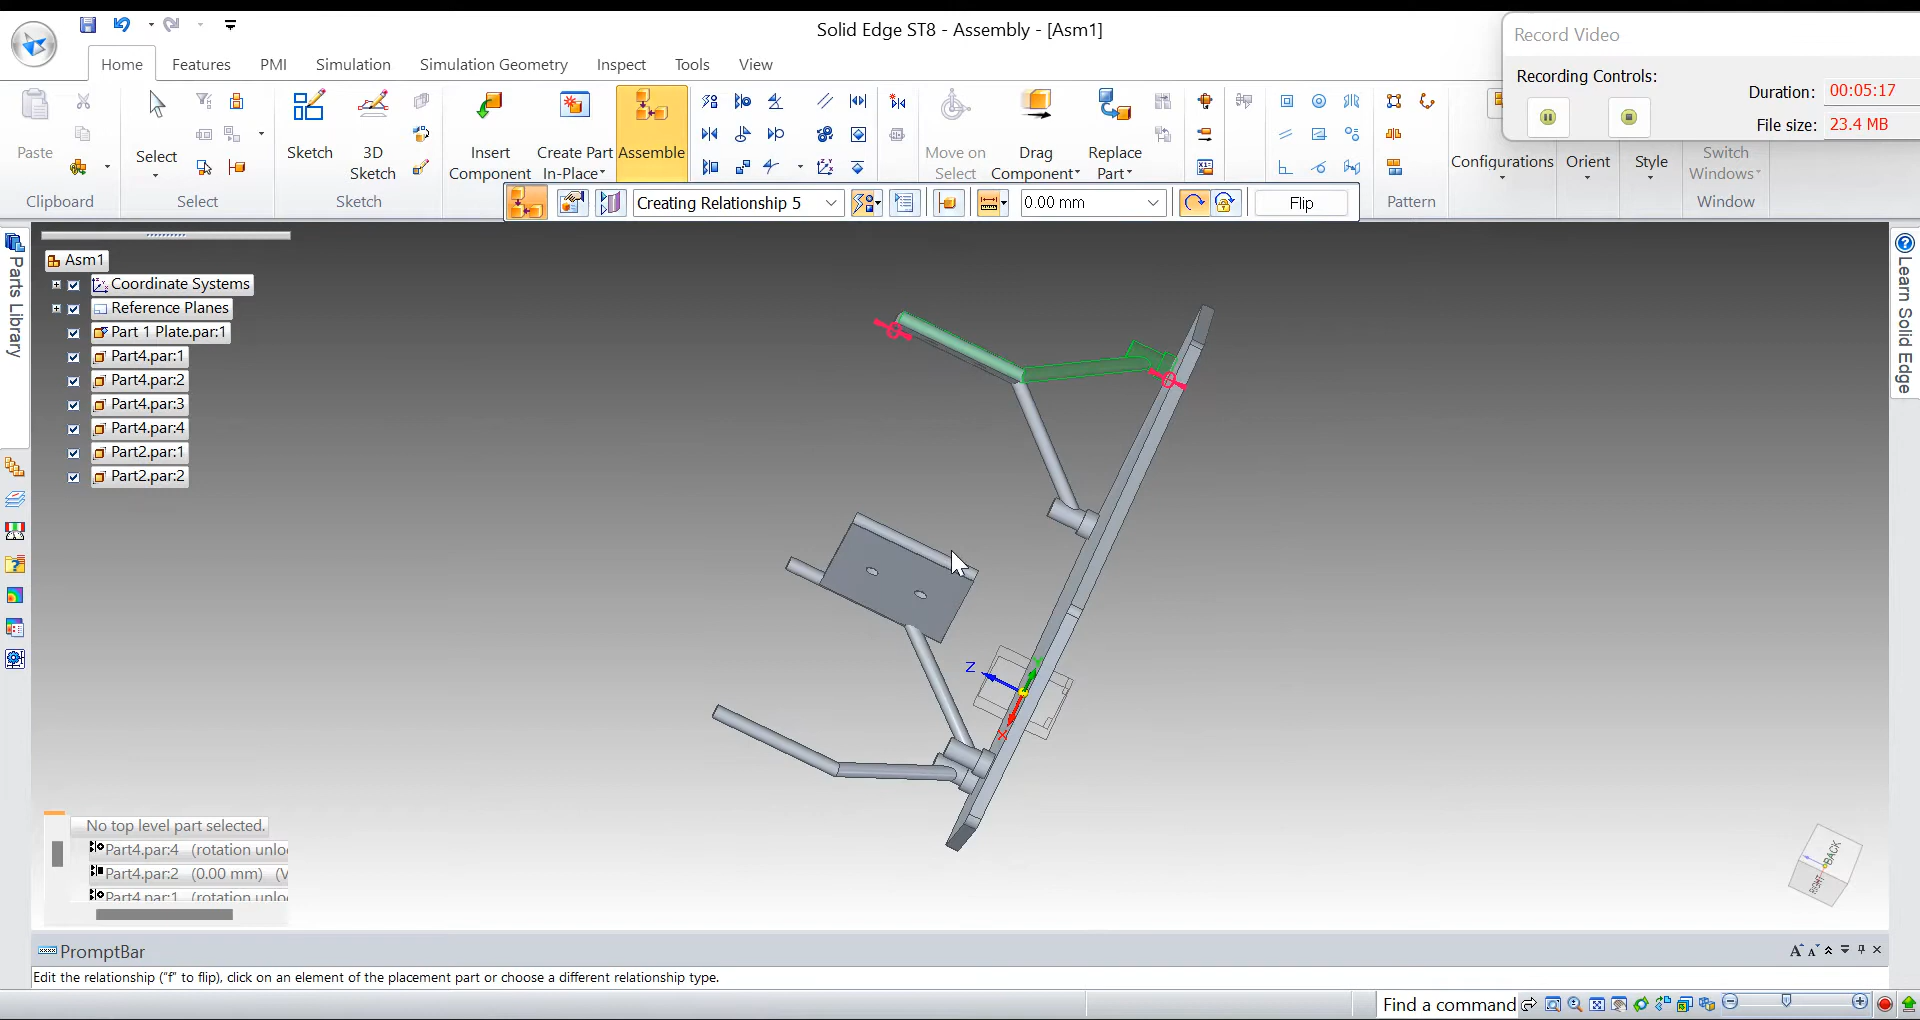 Solid Edge ST8 - Assembly - [Asm1]
Record Video
Recording Controls:
Duration: 00:05:17
File size: 23.4 MB
Home Features PMI Simulation Simulation Geometry Inspect Tools View
Paste
Select
Sketch
3D
Sketch
Insert
Component
Create Part
In-Place
Assemble
Move on
Select
Drag
Component
Replace
Part
Configurations
Orient
Style
Switch
Windows
Clipboard Select Sketch Pattern Window
Creating Relationship 5
0.00 mm
Flip
Parts Library
Learn Solid Edge
Asm1
Coordinate Systems
Reference Planes
Part 1 Plate.par:1
Part4.par:1
Part4.par:2
Part4.par:3
Part4.par:4
Part2.par:1
Part2.par:2
Z
Y
X
No top level part selected.
Part4.par:4 (rotation unlo
Part4.par:2 (0.00 mm) (V
Part4.par:1 (rotation unlo
BACK
RIGHT
PromptBar
Edit the relationship ("f" to flip), click on an element of the placement part or choose a different relationship type.
Find a command